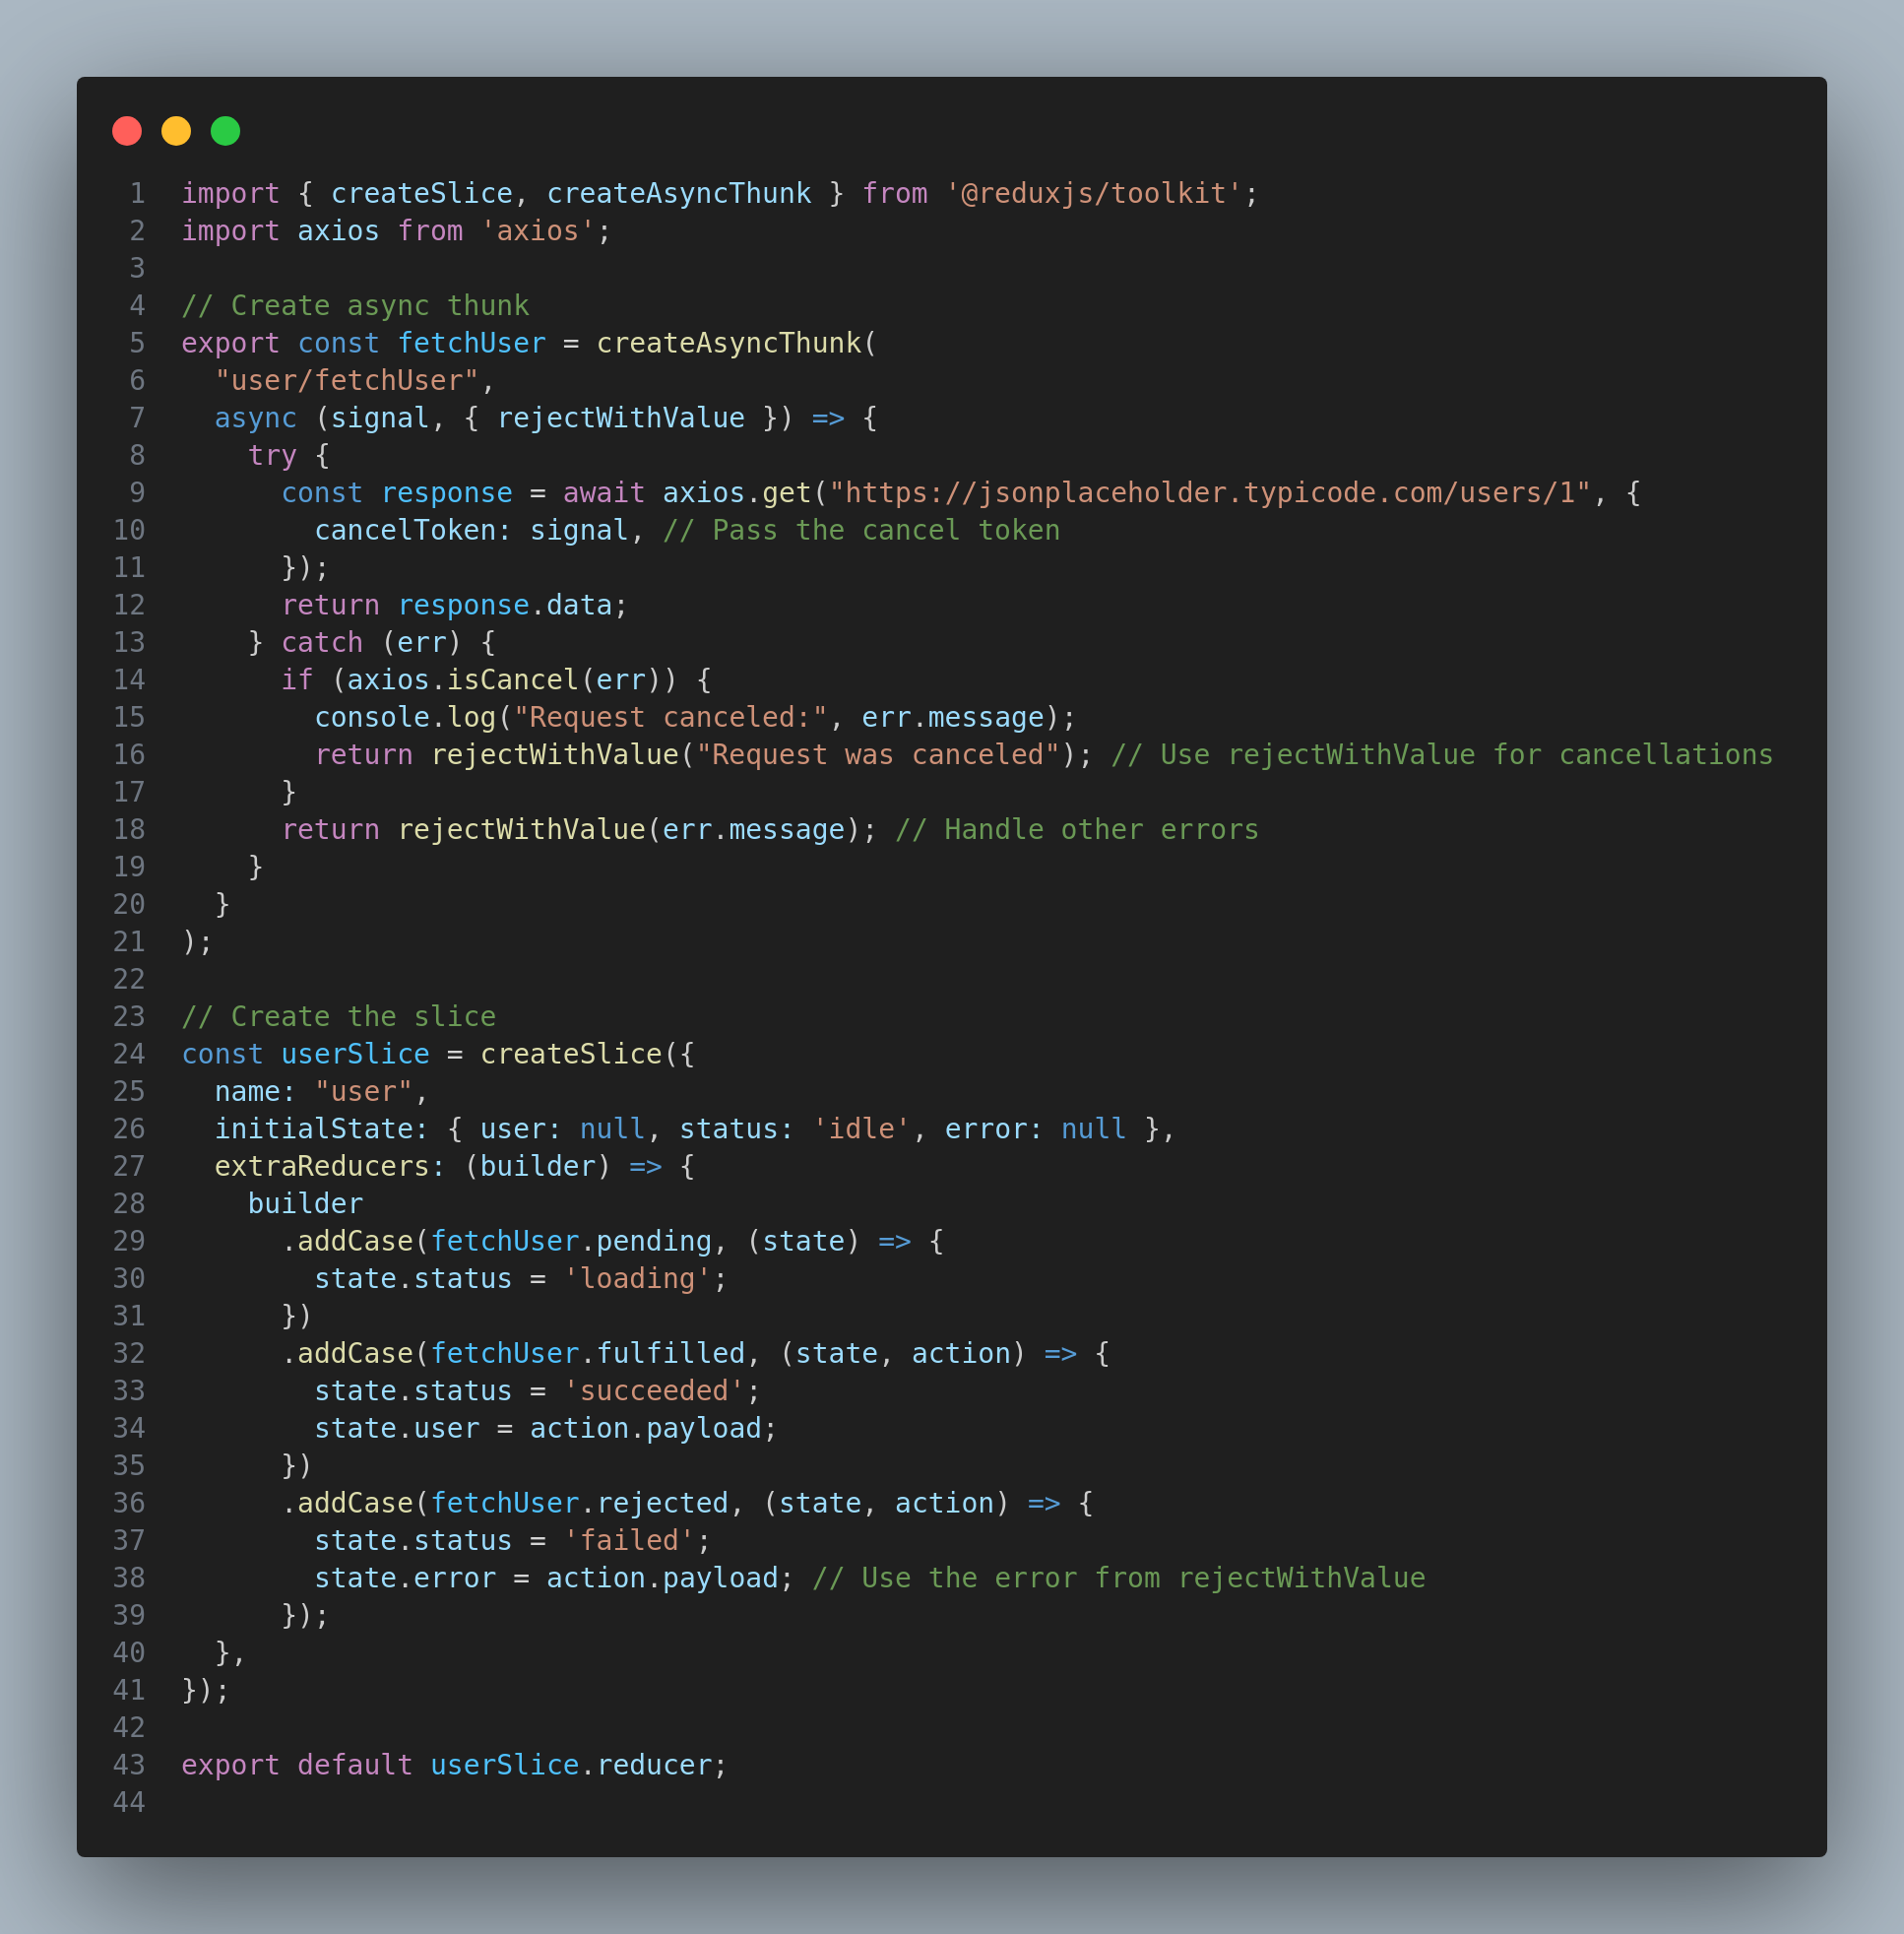 1 import { createSlice, createAsyncThunk } from '@reduxjs/toolkit';
2 import axios from 'axios';
3
4 // Create async thunk
5 export const fetchUser = createAsyncThunk(
6   "user/fetchUser",
7   async (signal, { rejectWithValue }) => {
8     try {
9       const response = await axios.get("https://jsonplaceholder.typicode.com/users/1", {
10         cancelToken: signal, // Pass the cancel token
11       });
12       return response.data;
13     } catch (err) {
14       if (axios.isCancel(err)) {
15         console.log("Request canceled:", err.message);
16         return rejectWithValue("Request was canceled"); // Use rejectWithValue for cancellations
17       }
18       return rejectWithValue(err.message); // Handle other errors
19     }
20   }
21 );
22
23 // Create the slice
24 const userSlice = createSlice({
25   name: "user",
26   initialState: { user: null, status: 'idle', error: null },
27   extraReducers: (builder) => {
28     builder
29       .addCase(fetchUser.pending, (state) => {
30         state.status = 'loading';
31       })
32       .addCase(fetchUser.fulfilled, (state, action) => {
33         state.status = 'succeeded';
34         state.user = action.payload;
35       })
36       .addCase(fetchUser.rejected, (state, action) => {
37         state.status = 'failed';
38         state.error = action.payload; // Use the error from rejectWithValue
39       });
40   },
41 });
42
43 export default userSlice.reducer;
44